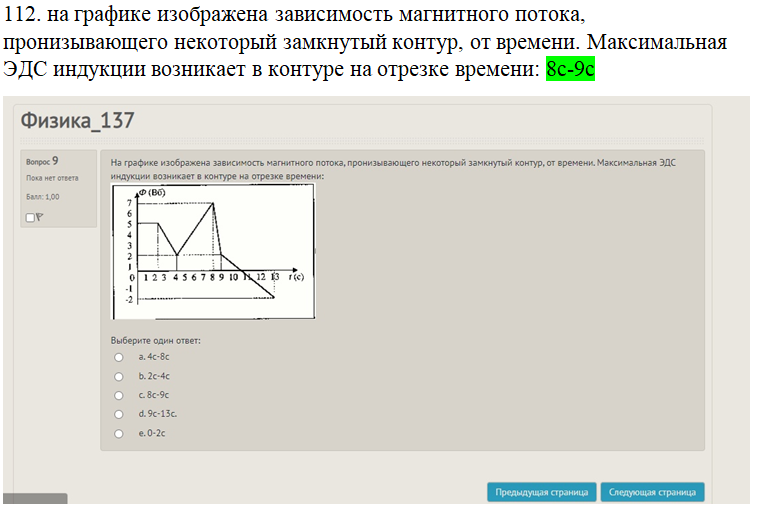 112. на графике изображена зависимость магнитного потока,
пронизывающего некоторый замкнутый контур, от времени. Максимальная
ЭДС индукции возникает в контуре на отрезке времени: 8с-9с
Физика_137
Вопрос 9
Пока нет ответа
Балл: 1,00
На графике изображена зависимость магнитного потока, пронизывающего некоторый замкнутый контур, от времени. Максимальная ЭДС
индукции возникает в контуре на отрезке времени:
Ф (Вб)
7
6
5
4
3
2
1
0 1 2 3 4 5 6 7 8 9 10 11 12 13 t (с)
-1
-2
Выберите один ответ:
a. 4с-8с
b. 2с-4с
c. 8с-9с
d. 9с-13с.
e. 0-2с
Предыдущая страница Следующая страница